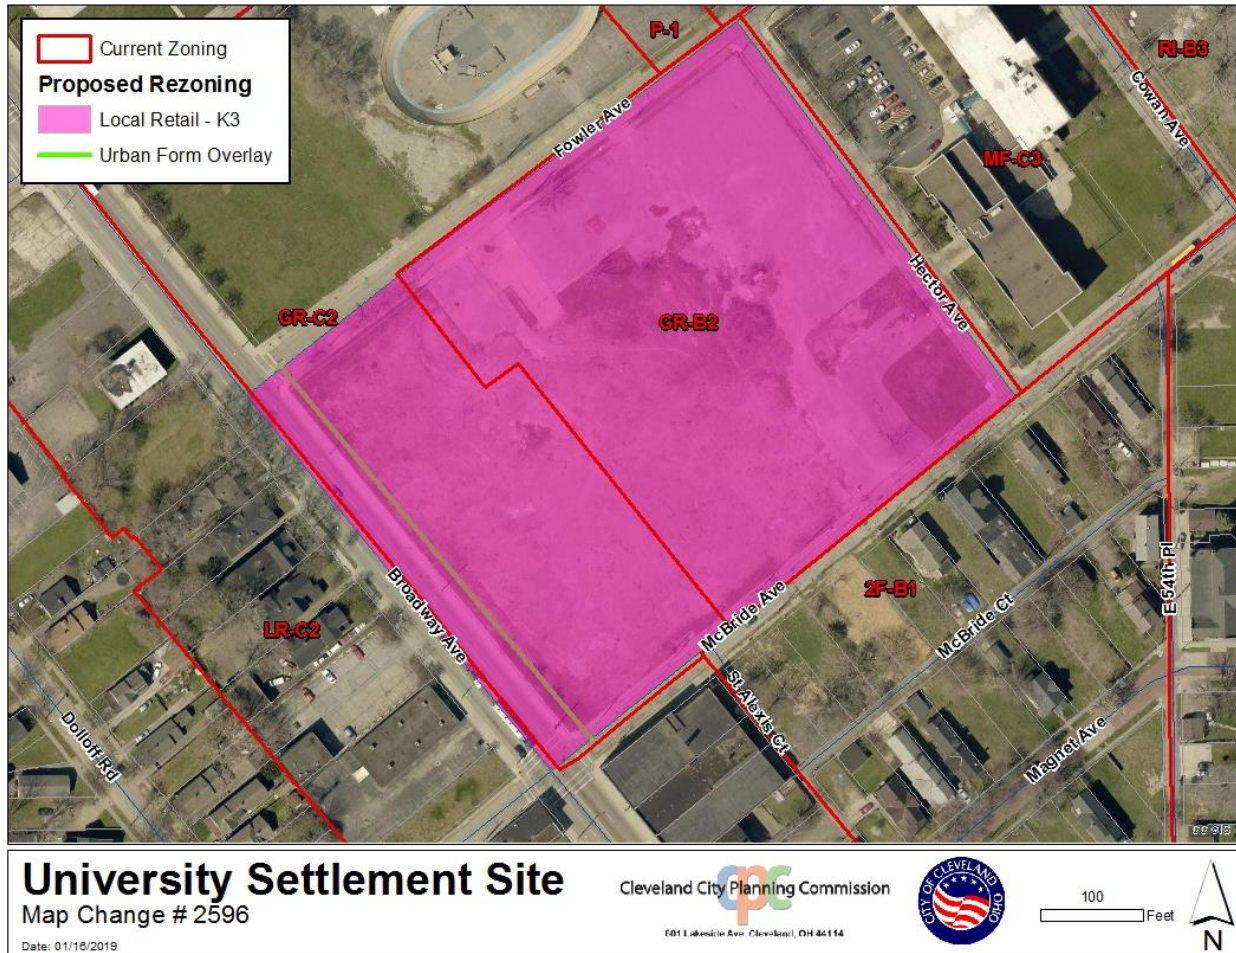 Current Zoning
Proposed Rezoning
Local Retail - K3
Urban Form Overlay
P-1
RI-B3
Cowan Ave
Fowler Ave
MF-C3
Hector Ave
GR-C2
GR-B2
Broadway Ave
McBride Ave
2F-B1
E 54th Pl
McBride Ct
LR-C2
St Alexis Ct
Dolloff Rd
Magnet Ave
University Settlement Site
Map Change # 2596
Date: 01/16/2019
Cleveland City Planning Commission
cpc
601 Lakeside Ave. Cleveland, OH 44114
CITY OF CLEVELAND
OHIO
100
Feet
N